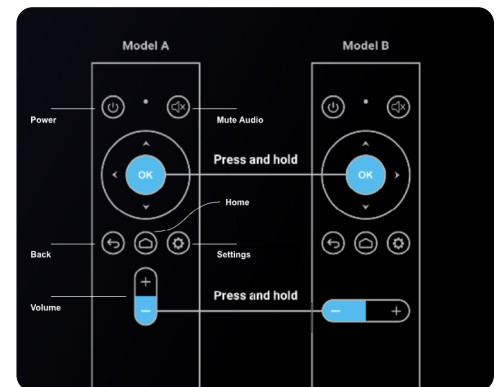 Model A
Model B
Power
Mute Audio
Press and hold
OK
OK
Home
Back
Settings
+
Volume
Press and hold
−
−
+